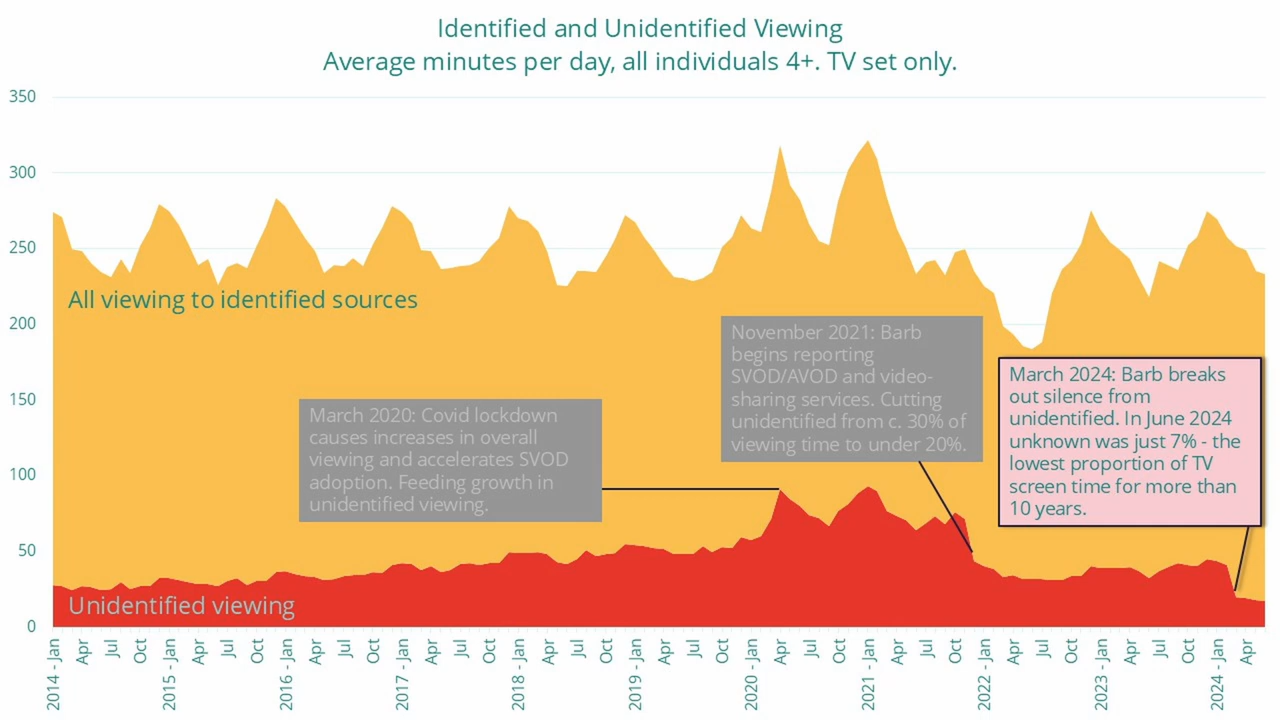 Identified and Unidentified Viewing
Average minutes per day, all individuals 4+. TV set only.
350
300
250
200
150
100
50
0
All viewing to identified sources
Unidentified viewing
March 2020: Covid lockdown
causes increases in overall
viewing and accelerates SVOD
adoption. Feeding growth in
unidentified viewing.
November 2021: Barb
begins reporting
SVOD/AVOD and video-
sharing services. Cutting
unidentified from c. 30% of
viewing time to under 20%.
March 2024: Barb breaks
out silence from
unidentified. In June 2024
unknown was just 7% - the
lowest proportion of TV
screen time for more than
10 years.
2014 - Jan
Apr
Jul
Oct
2015 - Jan
Apr
Jul
Oct
2016 - Jan
Apr
Jul
Oct
2017 - Jan
Apr
Jul
Oct
2018 - Jan
Apr
Jul
Oct
2019 - Jan
Apr
Jul
Oct
2020 - Jan
Apr
Jul
Oct
2021 - Jan
Apr
Jul
Oct
2022 - Jan
Apr
Jul
Oct
2023 - Jan
Apr
Jul
Oct
2024 - Jan
Apr